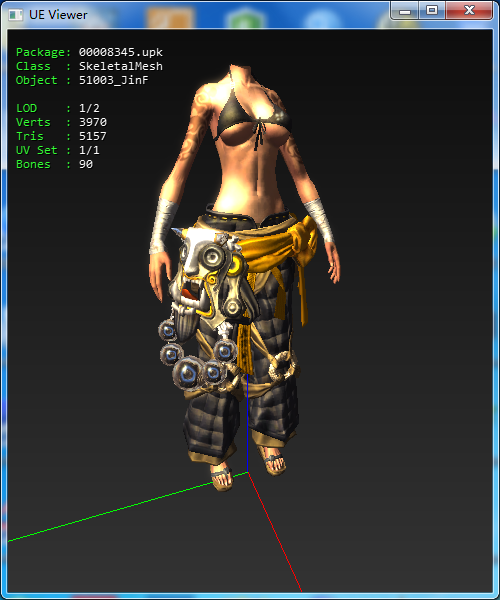 UE Viewer
Package: 00008345.upk
Class : SkeletalMesh
Object : 51003_JinF
LOD : 1/2
Verts : 3970
Tris : 5157
UV Set : 1/1
Bones : 90